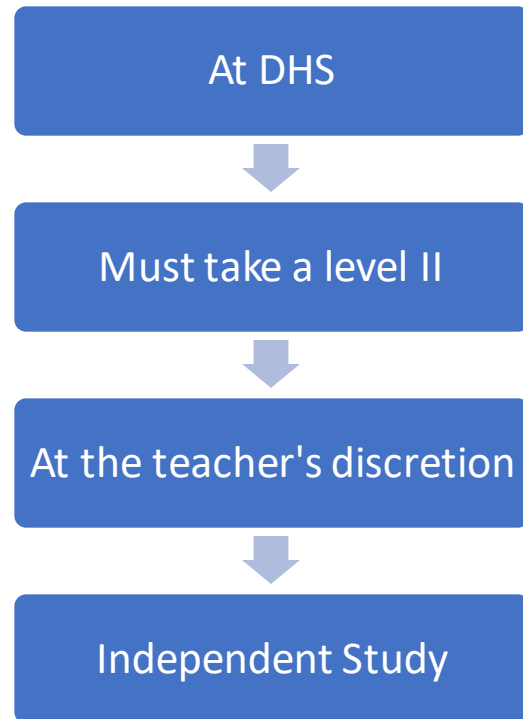 At DHS
Must take a level II
At the teacher's discretion
Independent Study